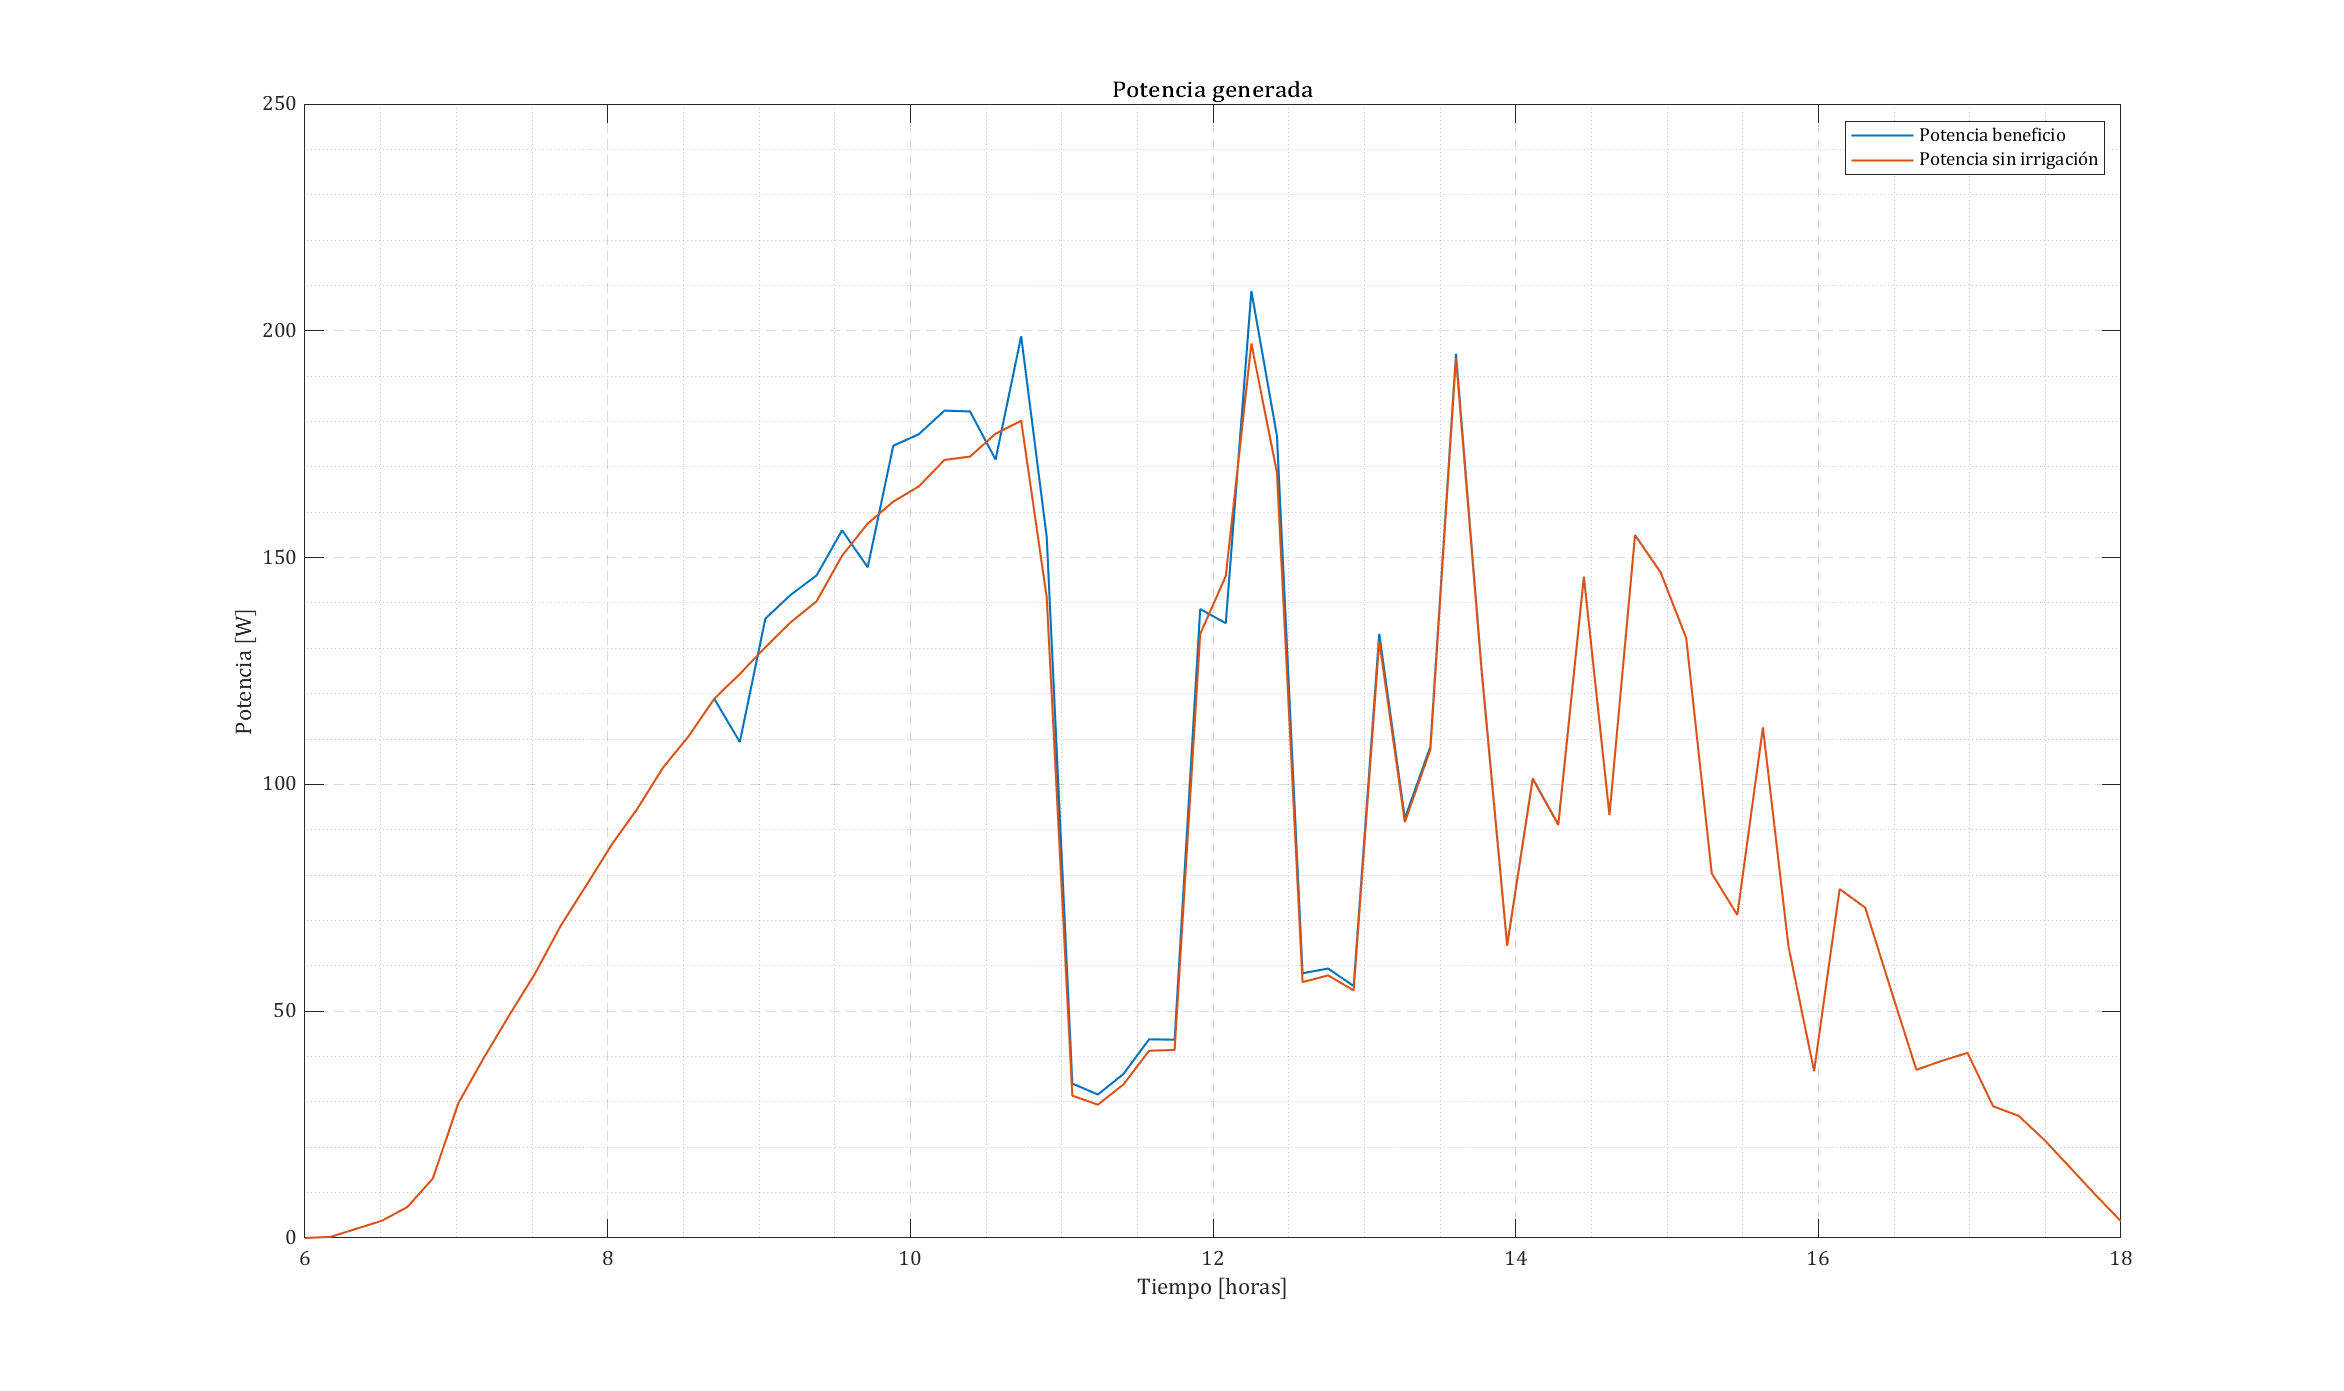 Potencia generada
250
200
150
100
50
0
Potencia [W]
Potencia beneficio
Potencia sin irrigación
6 8 10 12 14 16 18
Tiempo [horas]